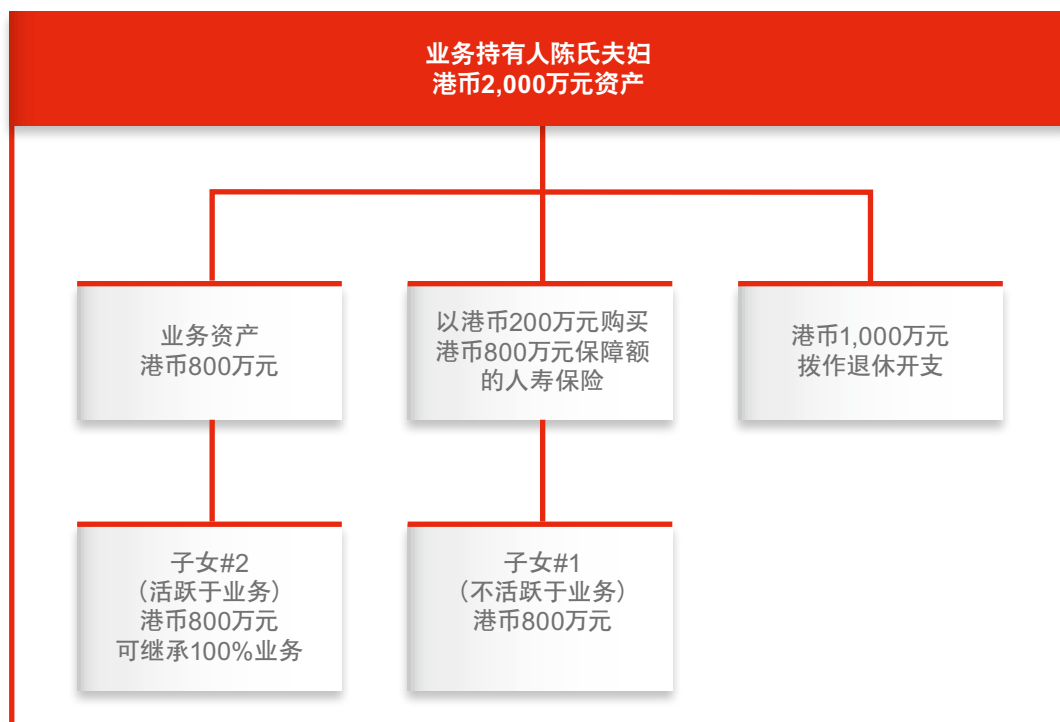 业务持有人陈氏夫妇
港币2,000万元资产
业务资产
港币800万元
以港币200万元购买
港币800万元保障额
的人寿保险
港币1,000万元
拨作退休开支
子女#2
（活跃于业务）
港币800万元
可继承100%业务
子女#1
（不活跃于业务）
港币800万元